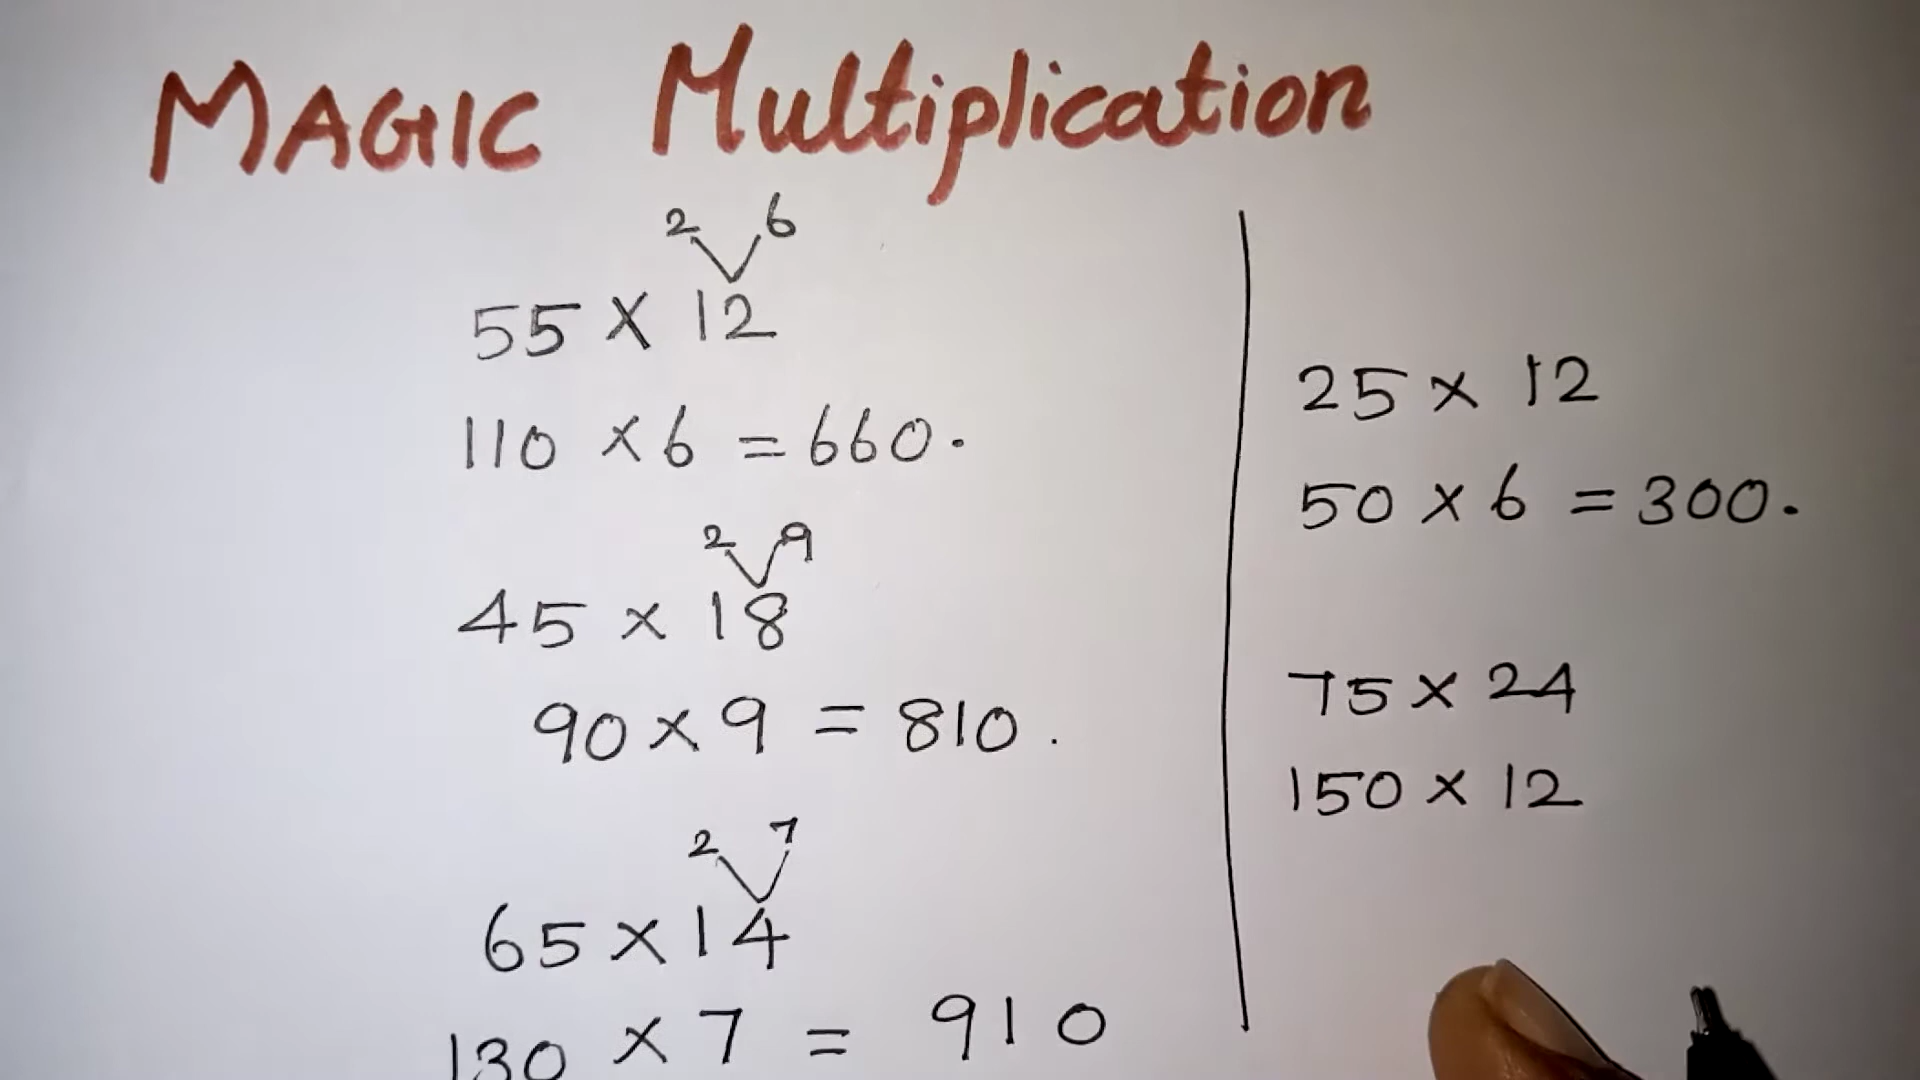 MAGIC Multiplication
2 6
55 × 12
110 × 6 = 660.
2 9
45 × 18
90 × 9 = 810.
2 7
65 × 14
130 × 7 = 910
25 × 12
50 × 6 = 300.
75 × 24
150 × 12